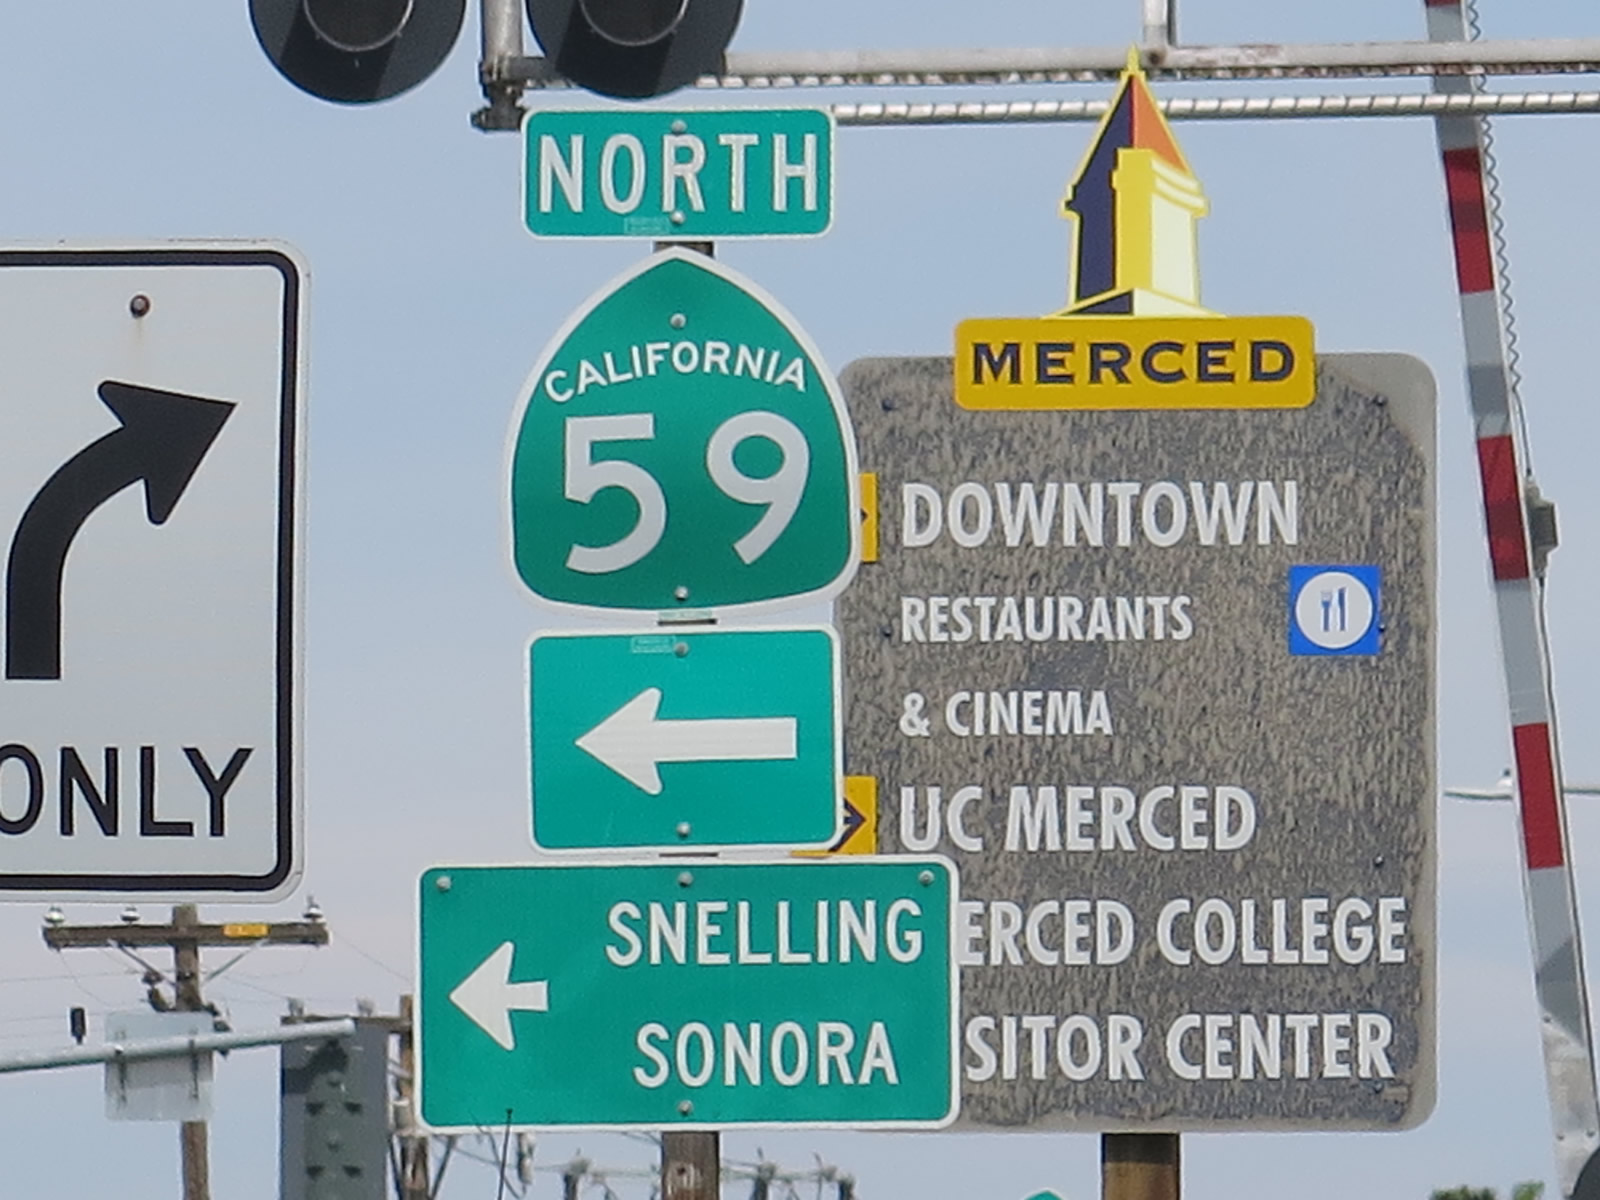 NORTH
CALIFORNIA
59
ONLY
SNELLING
SONORA
MERCED
DOWNTOWN
RESTAURANTS
& CINEMA
UC MERCED
ERCED COLLEGE
SITOR CENTER